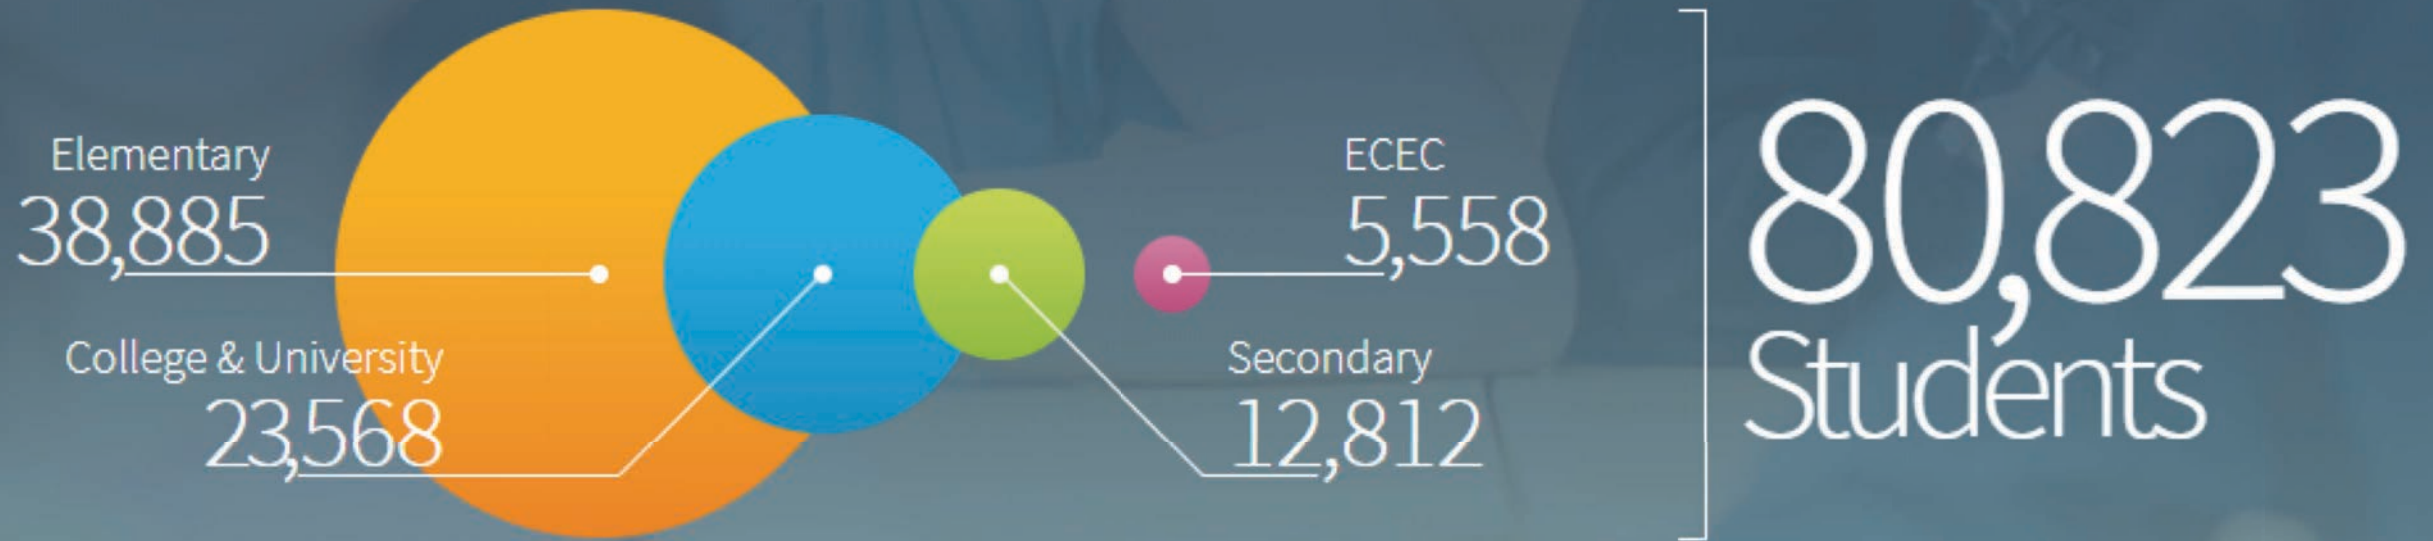 Elementary
38,885
College & University
23,568
ECEC
5,558
Secondary
12,812
80,823
Students